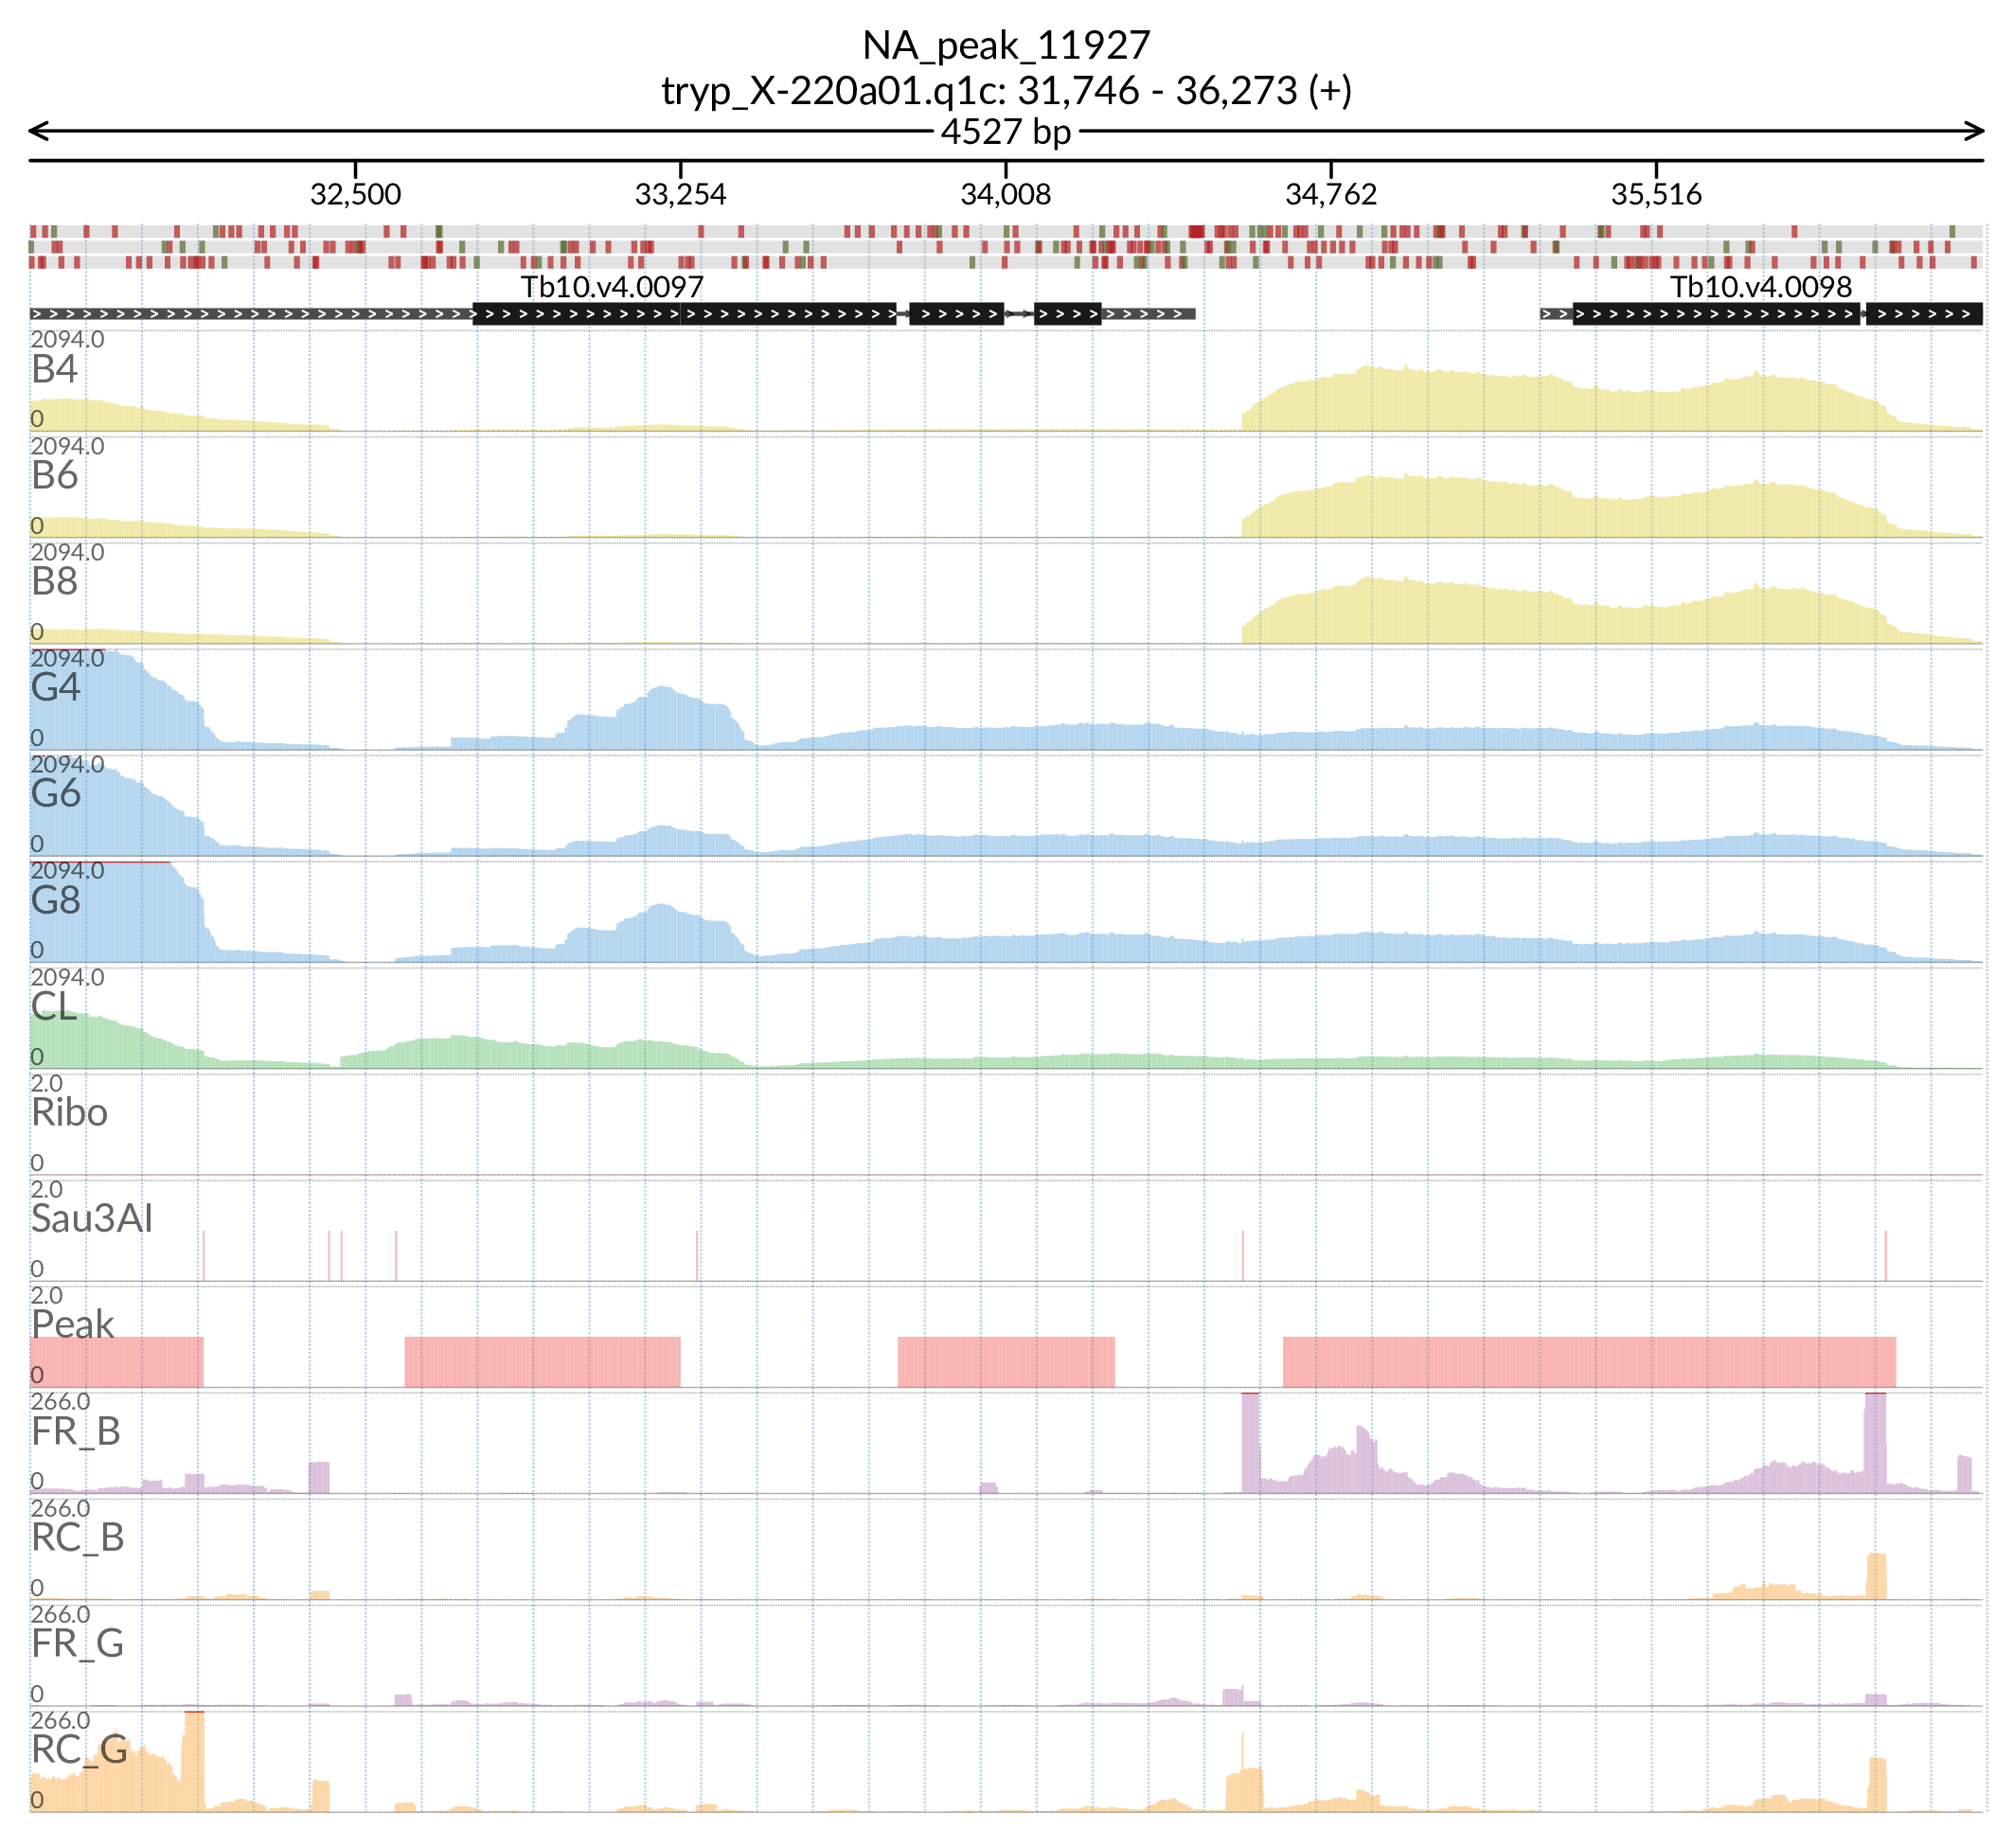 NA_peak_11927
tryp_X-220a01.q1c: 31,746 - 36,273 (+)
4527 bp
32,500 33,254 34,008 34,762 35,516
Tb10.v4.0097 Tb10.v4.0098
2094.0
B4
0
2094.0
B6
0
2094.0
B8
0
2094.0
G4
0
2094.0
G6
0
2094.0
G8
0
2094.0
CL
0
2.0
Ribo
0
2.0
Sau3AI
0
2.0
Peak
0
266.0
FR_B
0
266.0
RC_B
0
266.0
FR_G
0
266.0
RC_G
0